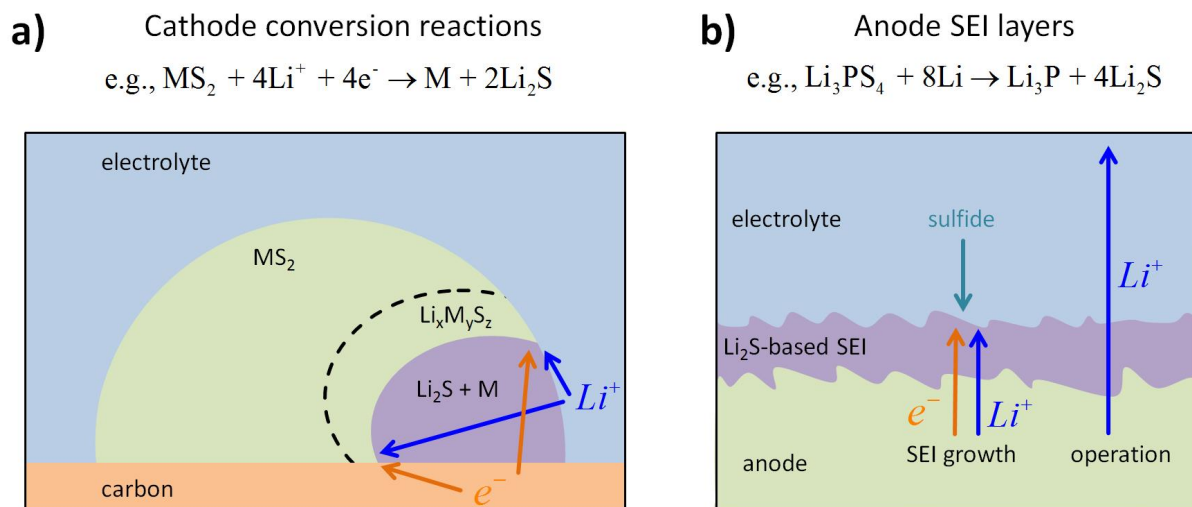 a) Cathode conversion reactions
e.g., MS₂ + 4Li⁺ + 4e⁻ → M + 2Li₂S
electrolyte
MS₂
LiₓMᵧS_z
Li₂S + M
Li⁺
e⁻
carbon
b) Anode SEI layers
e.g., Li₃PS₄ + 8Li → Li₃P + 4Li₂S
electrolyte
sulfide
Li⁺
Li₂S-based SEI
e⁻
Li⁺
SEI growth
operation
anode